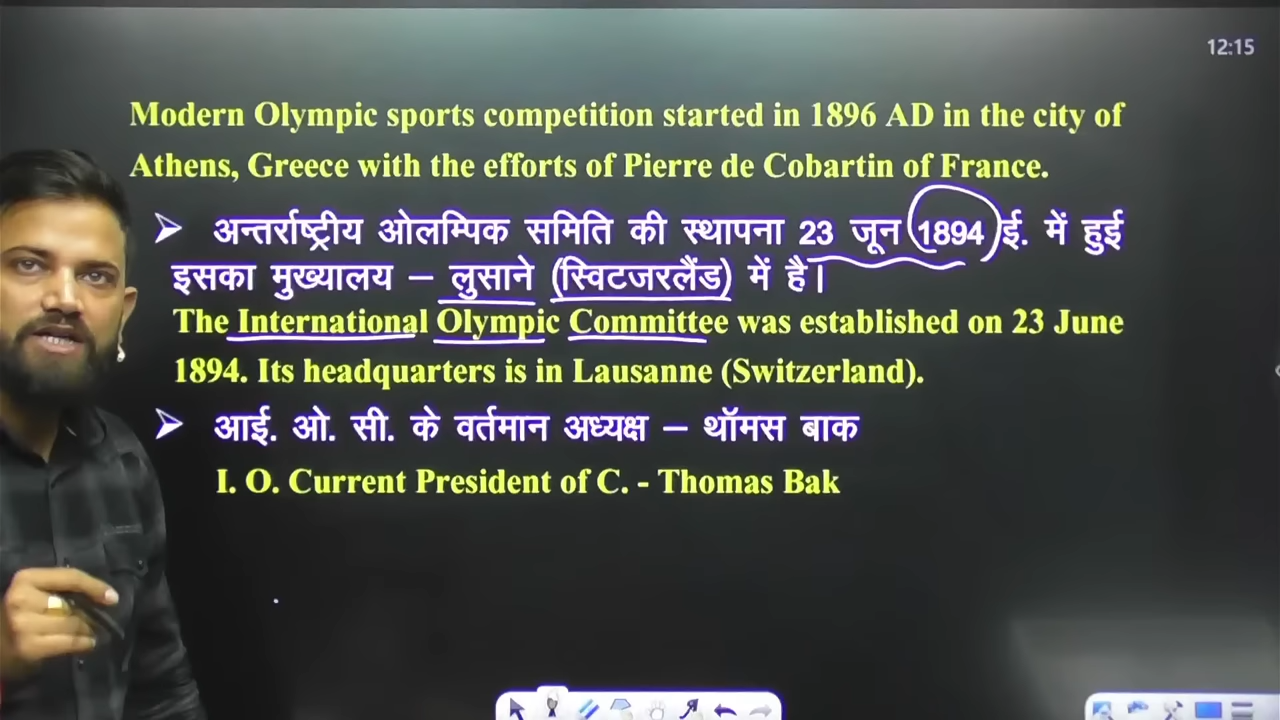 12:15
Modern Olympic sports competition started in 1896 AD in the city of
Athens, Greece with the efforts of Pierre de Cobartin of France.
➢ अन्तर्राष्ट्रीय ओलम्पिक समिति की स्थापना 23 जून 1894 ई. में हुई
इसका मुख्यालय – लुसाने (स्विटजरलैंड) में है।
The International Olympic Committee was established on 23 June
1894. Its headquarters is in Lausanne (Switzerland).
➢ आई. ओ. सी. के वर्तमान अध्यक्ष – थॉमस बाक
I. O. Current President of C. - Thomas Bak